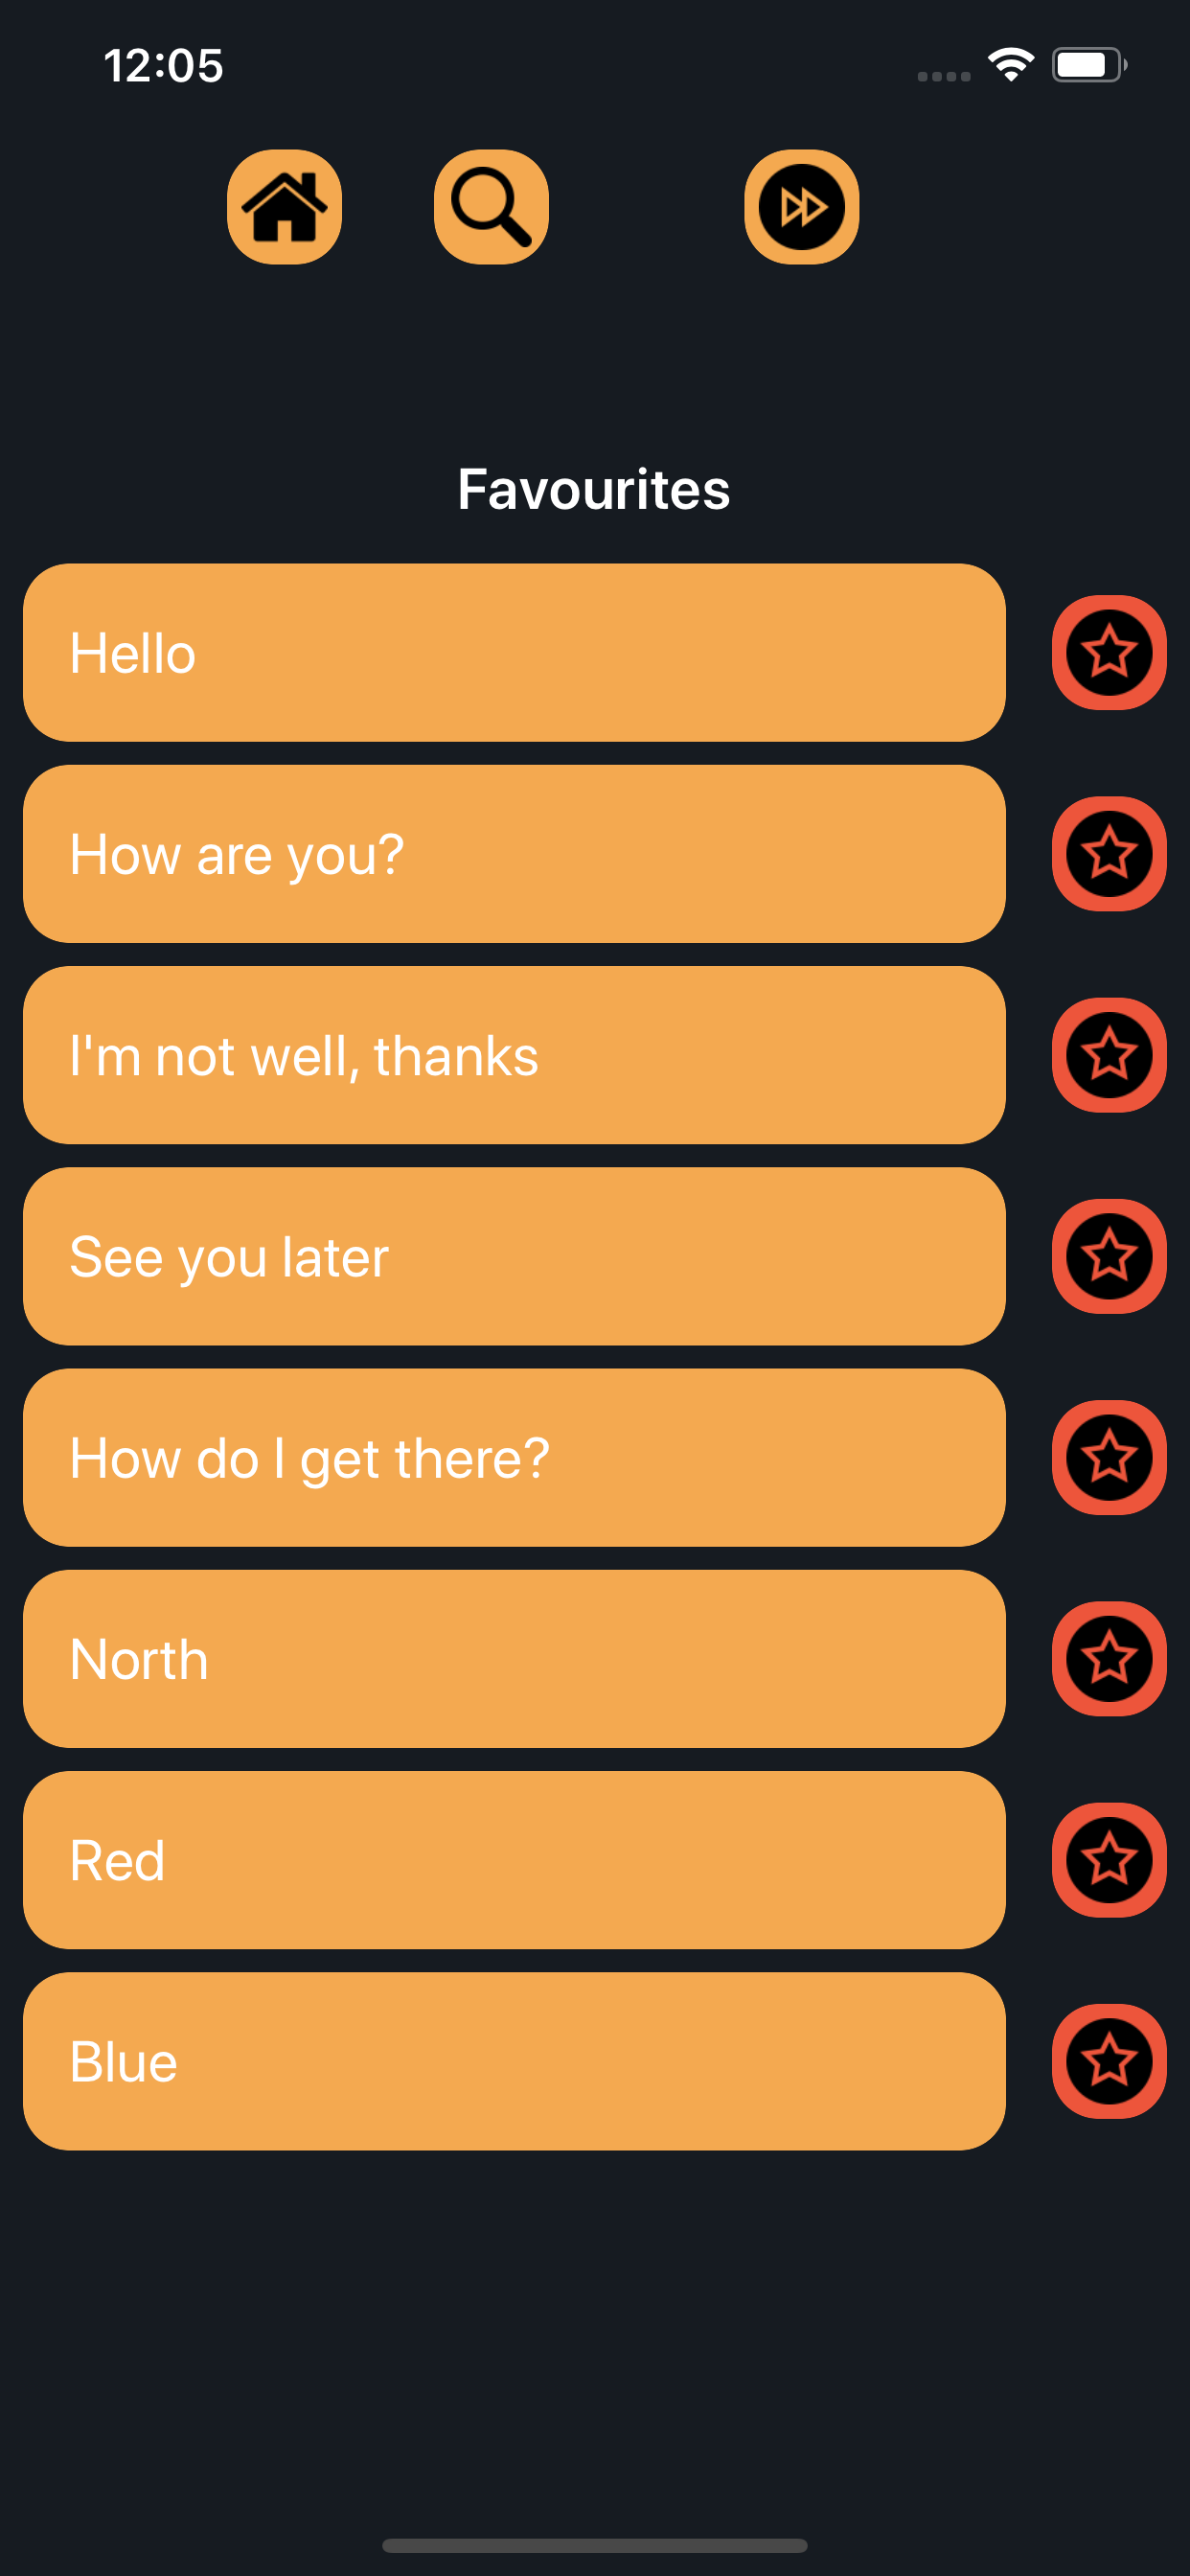 12:05
Favourites
Hello
How are you?
I'm not well, thanks
See you later
How do I get there?
North
Red
Blue